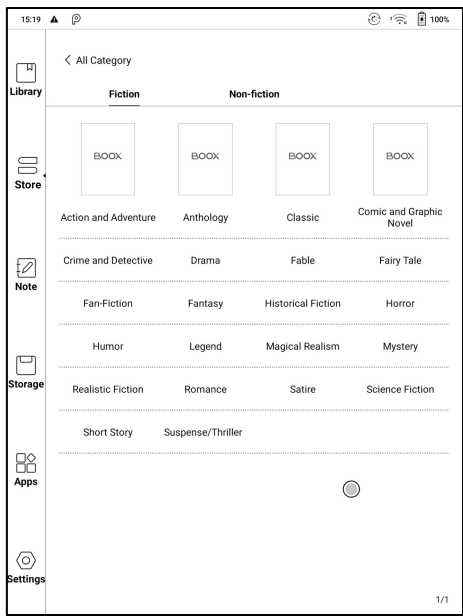 15:19 100%
All Category
Library
Fiction Non-fiction
BOOX BOOX BOOX BOOX
Store
Action and Adventure Anthology Classic Comic and Graphic
Novel
Crime and Detective Drama Fable Fairy Tale
Note
Fan-Fiction Fantasy Historical Fiction Horror
Humor Legend Magical Realism Mystery
Storage
Realistic Fiction Romance Satire Science Fiction
Short Story Suspense/Thriller
Apps
Settings
1/1